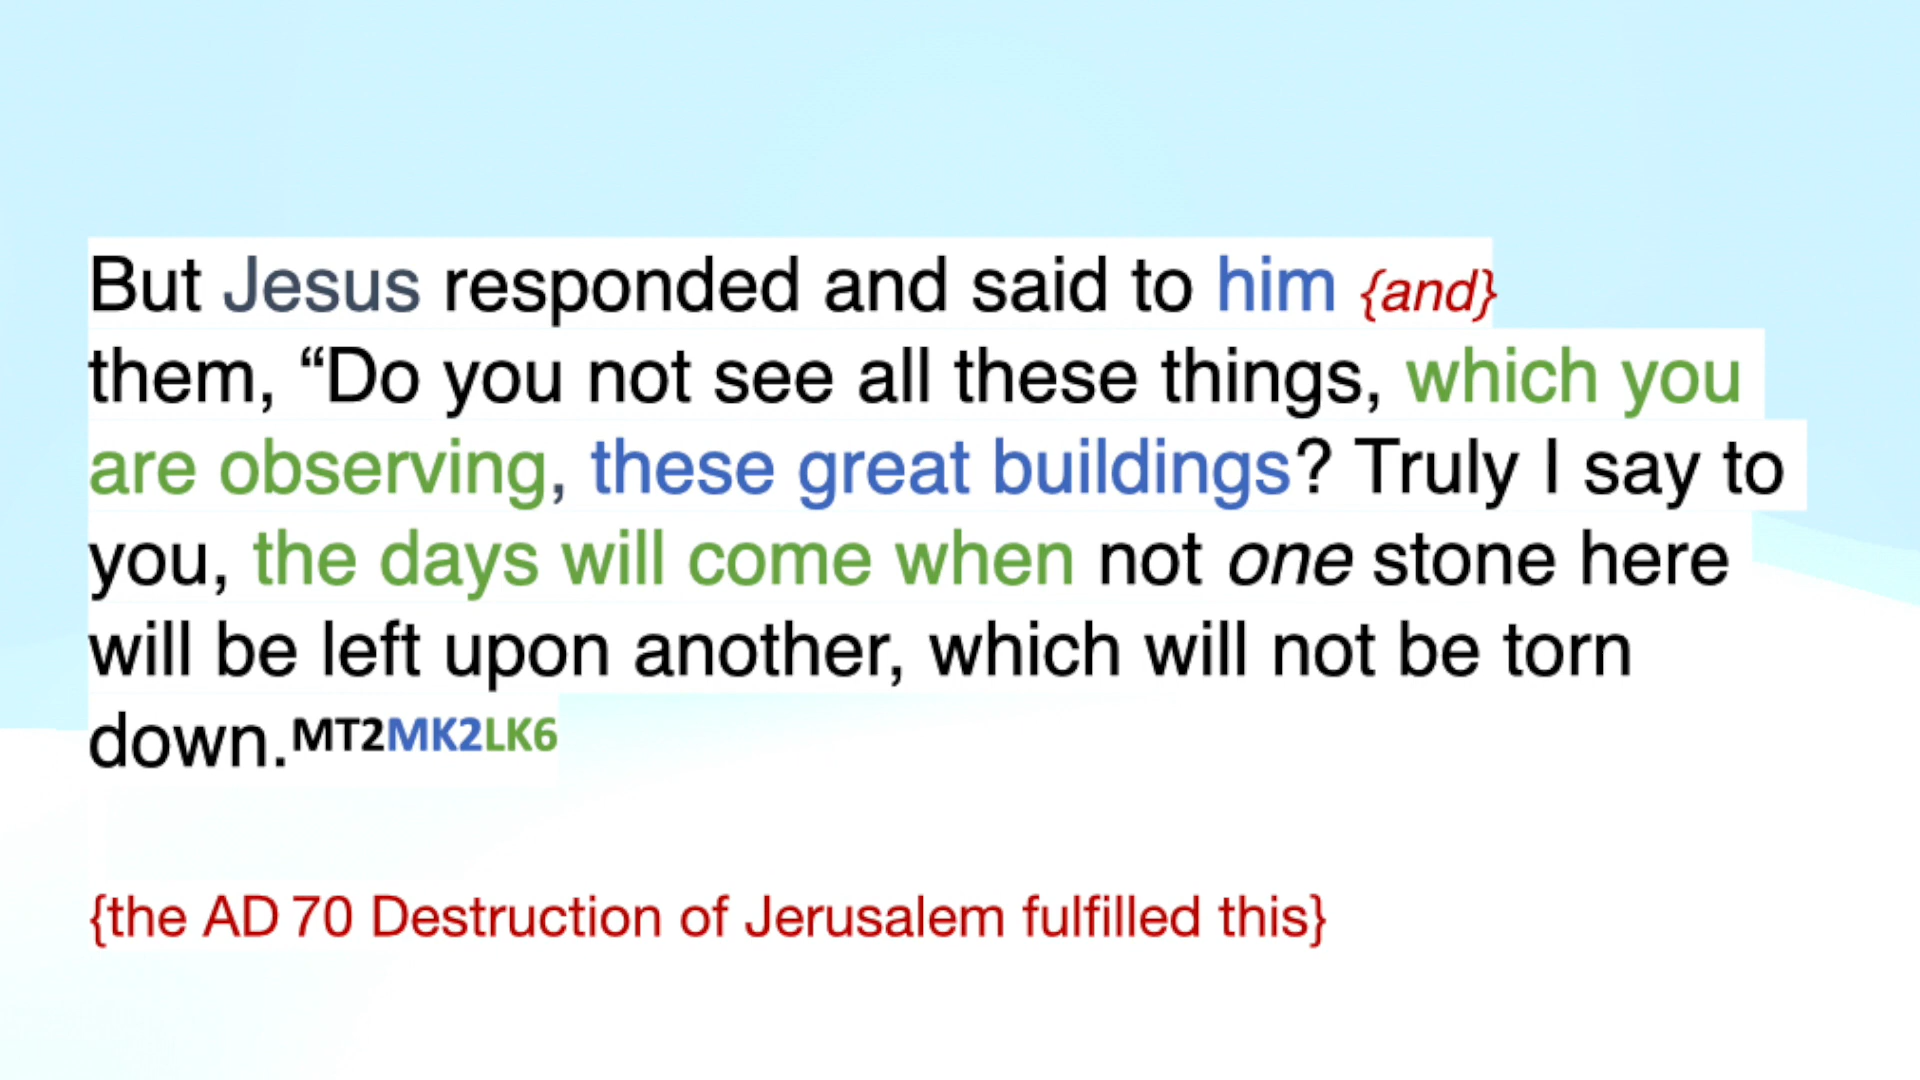 But Jesus responded and said to him {and}
them, “Do you not see all these things, which you
are observing, these great buildings? Truly I say to
you, the days will come when not one stone here
will be left upon another, which will not be torn
down.MT2MK2LK6
{the AD 70 Destruction of Jerusalem fulfilled this}